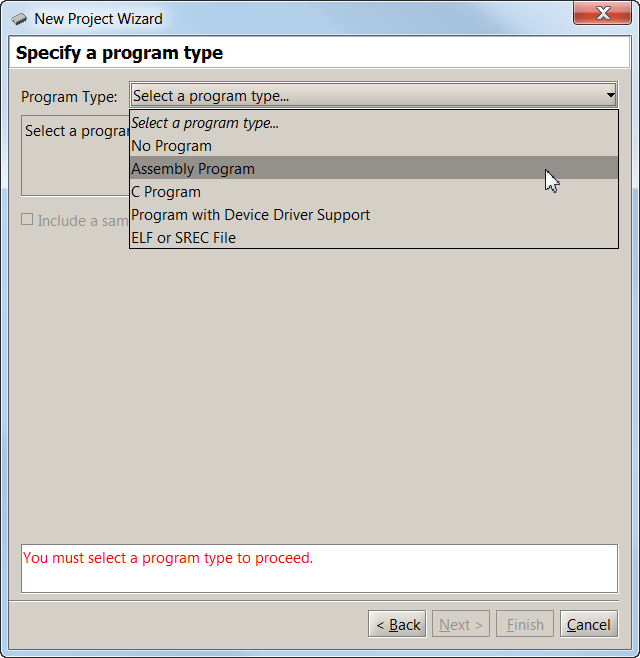 New Project Wizard
Specify a program type
Program Type: Select a program type...
Select a program type...
Select a progra
No Program
Assembly Program
C Program
Program with Device Driver Support
Include a sam
ELF or SREC File
You must select a program type to proceed.
< Back Next > Finish Cancel